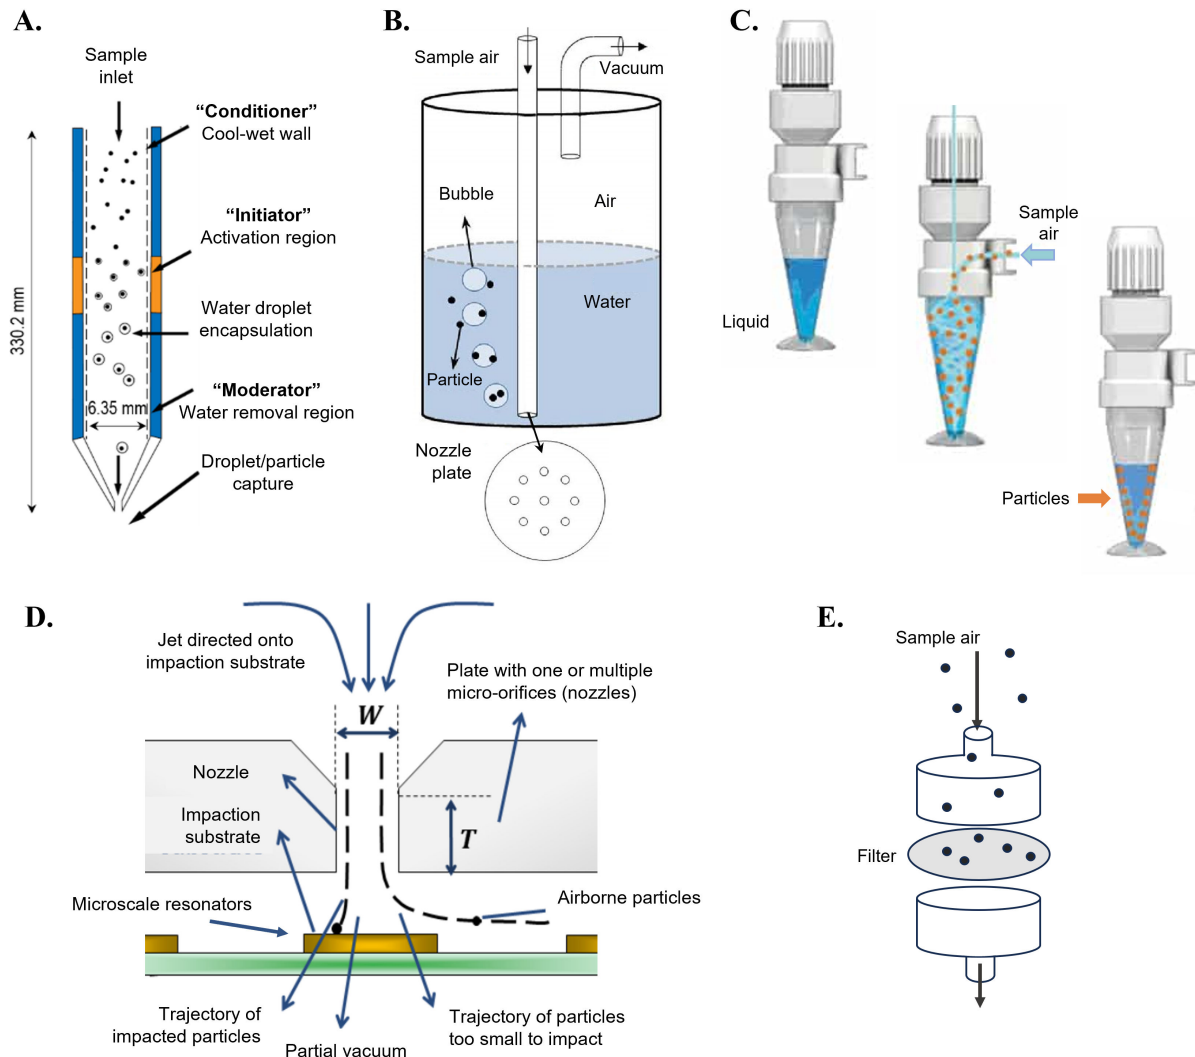 A.
Sample
inlet
“Conditioner”
Cool-wet wall
“Initiator”
Activation region
Water droplet
encapsulation
330.2 mm
“Moderator”
6.35 mm
Water removal region
Droplet/particle
capture
B.
Sample air
Vacuum
Bubble
Air
Water
Particle
Nozzle
plate
C.
Sample
air
Liquid
Particles
D.
Jet directed onto
impaction substrate
Plate with one or multiple
micro-orifices (nozzles)
W
Nozzle
Impaction
substrate
T
Microscale resonators
Airborne particles
Trajectory of
impacted particles
Partial vacuum
Trajectory of particles
too small to impact
E.
Sample air
Filter